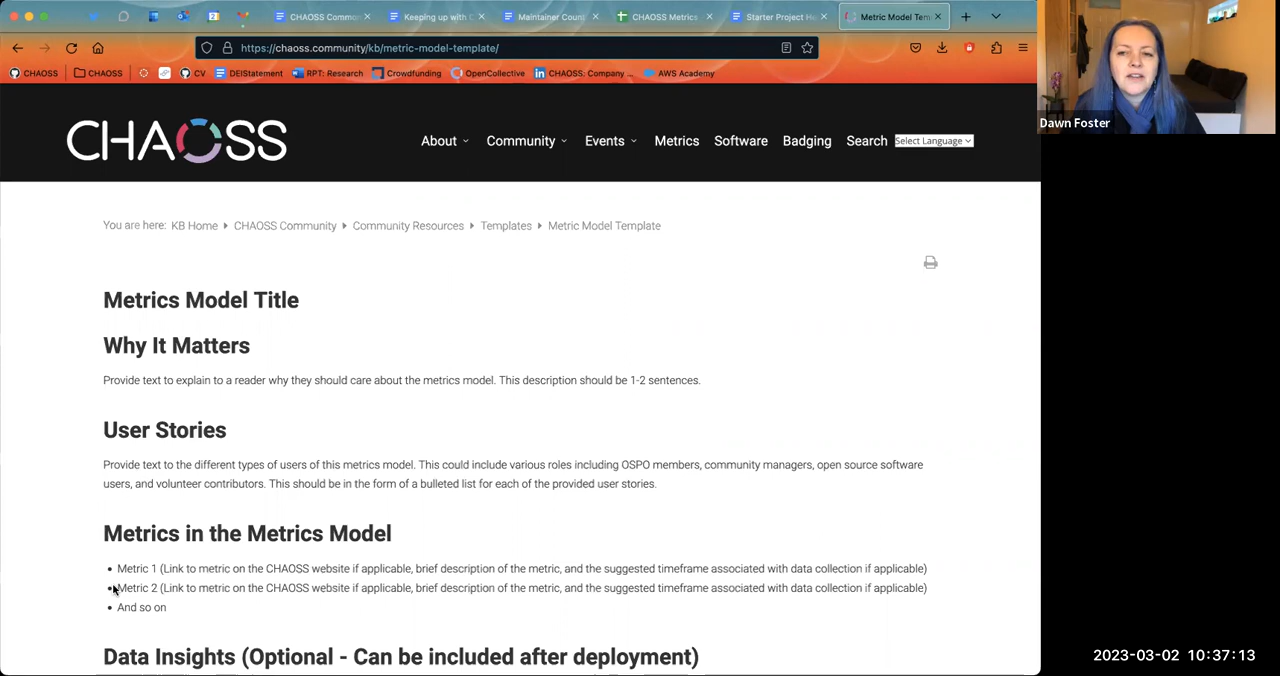 CHAOSS Commo
Keeping up with C
Maintainer Count
CHAOSS Metrics
Starter Project He
Metric Model Tem
https://chaoss.community/kb/metric-model-template/
CHAOSS
CHAOSS
CV
DEIStatement
RPT: Research
Crowdfunding
OpenCollective
CHAOSS: Company ...
AWS Academy
Dawn Foster
CHAOSS
About
Community
Events
Metrics
Software
Badging
Search
Select Language
You are here: KB Home CHAOSS Community Community Resources Templates Metric Model Template
Metrics Model Title
Why It Matters
Provide text to explain to a reader why they should care about the metrics model. This description should be 1-2 sentences.
User Stories
Provide text to the different types of users of this metrics model. This could include various roles including OSPO members, community managers, open source software
users, and volunteer contributors. This should be in the form of a bulleted list for each of the provided user stories.
Metrics in the Metrics Model
• Metric 1 (Link to metric on the CHAOSS website if applicable, brief description of the metric, and the suggested timeframe associated with data collection if applicable)
• Metric 2 (Link to metric on the CHAOSS website if applicable, brief description of the metric, and the suggested timeframe associated with data collection if applicable)
• And so on
Data Insights (Optional - Can be included after deployment)
2023-03-02 10:37:13